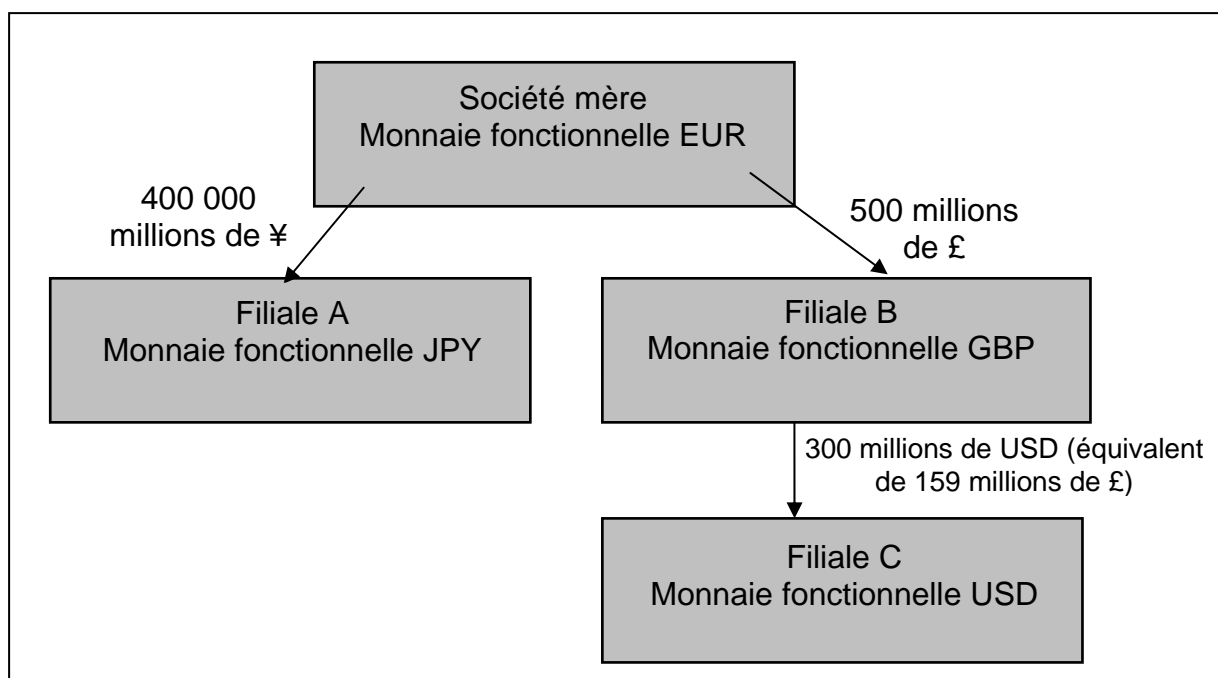 Société mère
Monnaie fonctionnelle EUR
400 000
millions de ¥
500 millions
de £
Filiale A
Monnaie fonctionnelle JPY
Filiale B
Monnaie fonctionnelle GBP
300 millions de USD (équivalent
de 159 millions de £)
Filiale C
Monnaie fonctionnelle USD